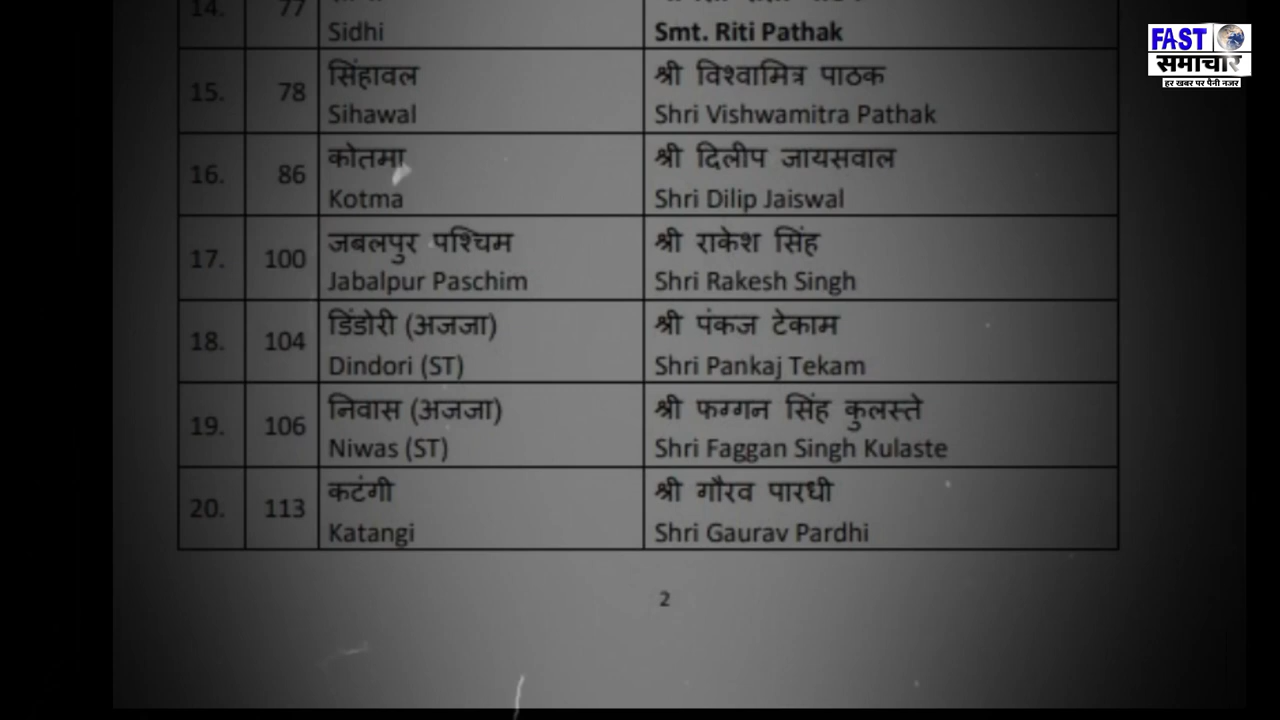 14. 77
Sidhi Smt. Riti Pathak
15. 78 सिंहावल श्री विश्वामित्र पाठक
Sihawal Shri Vishwamitra Pathak
16. 86 कोतमा श्री दिलीप जायसवाल
Kotma Shri Dilip Jaiswal
17. 100 जबलपुर पश्चिम श्री राकेश सिंह
Jabalpur Paschim Shri Rakesh Singh
18. 104 डिंडोरी (अजजा) श्री पंकज टेकाम
Dindori (ST) Shri Pankaj Tekam
19. 106 निवास (अजजा) श्री फग्गन सिंह कुलस्ते
Niwas (ST) Shri Faggan Singh Kulaste
20. 113 कटंगी श्री गौरव पारधी
Katangi Shri Gaurav Pardhi
2
FAST
समाचार
हर खबर पर पैनी नजर